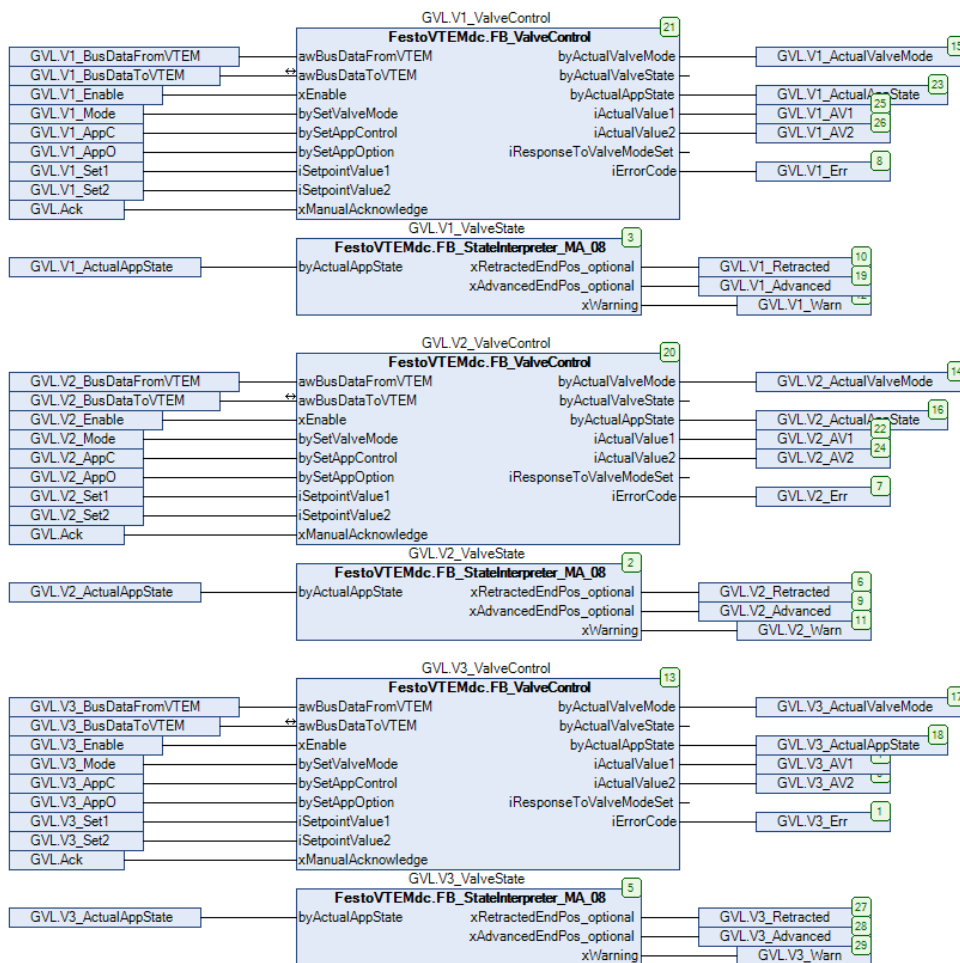 GVL.V1_ValveControl
21
FestoVTEMdc.FB_ValveControl
GVL.V1_BusDataFromVTEM awBusDataFromVTEM byActualValveMode GVL.V1_ActualValveMode 15
GVL.V1_BusDataToVTEM awBusDataToVTEM byActualValveState
GVL.V1_Enable xEnable byActualAppState GVL.V1_ActualAppState 23
GVL.V1_Mode bySetValveMode iActualValue1 GVL.V1_AV1 25
GVL.V1_AppC bySetAppControl iActualValue2 GVL.V1_AV2 26
GVL.V1_AppO bySetAppOption iResponseToValveModeSet
GVL.V1_Set1 iSetpointValue1 iErrorCode GVL.V1_Err 8
GVL.V1_Set2 iSetpointValue2
GVL.Ack xManualAcknowledge
GVL.V1_ValveState
3
FestoVTEMdc.FB_StateInterpreter_MA_08
GVL.V1_ActualAppState byActualAppState xRetractedEndPos_optional GVL.V1_Retracted 10
xAdvancedEndPos_optional GVL.V1_Advanced 19
xWarning GVL.V1_Warn 12
GVL.V2_ValveControl
20
FestoVTEMdc.FB_ValveControl
GVL.V2_BusDataFromVTEM awBusDataFromVTEM byActualValveMode GVL.V2_ActualValveMode 14
GVL.V2_BusDataToVTEM awBusDataToVTEM byActualValveState
GVL.V2_Enable xEnable byActualAppState GVL.V2_ActualAppState 16
GVL.V2_Mode bySetValveMode iActualValue1 GVL.V2_AV1 22
GVL.V2_AppC bySetAppControl iActualValue2 GVL.V2_AV2 24
GVL.V2_AppO bySetAppOption iResponseToValveModeSet
GVL.V2_Set1 iSetpointValue1 iErrorCode GVL.V2_Err 7
GVL.V2_Set2 iSetpointValue2
GVL.Ack xManualAcknowledge
GVL.V2_ValveState
2
FestoVTEMdc.FB_StateInterpreter_MA_08
GVL.V2_ActualAppState byActualAppState xRetractedEndPos_optional GVL.V2_Retracted 6
xAdvancedEndPos_optional GVL.V2_Advanced 9
xWarning GVL.V2_Warn 11
GVL.V3_ValveControl
13
FestoVTEMdc.FB_ValveControl
GVL.V3_BusDataFromVTEM awBusDataFromVTEM byActualValveMode GVL.V3_ActualValveMode 17
GVL.V3_BusDataToVTEM awBusDataToVTEM byActualValveState
GVL.V3_Enable xEnable byActualAppState GVL.V3_ActualAppState 18
GVL.V3_Mode bySetValveMode iActualValue1 GVL.V3_AV1
GVL.V3_AppC bySetAppControl iActualValue2 GVL.V3_AV2
GVL.V3_AppO bySetAppOption iResponseToValveModeSet
GVL.V3_Set1 iSetpointValue1 iErrorCode GVL.V3_Err 1
GVL.V3_Set2 iSetpointValue2
GVL.Ack xManualAcknowledge
GVL.V3_ValveState
5
FestoVTEMdc.FB_StateInterpreter_MA_08
GVL.V3_ActualAppState byActualAppState xRetractedEndPos_optional GVL.V3_Retracted 27
xAdvancedEndPos_optional GVL.V3_Advanced 28
xWarning GVL.V3_Warn 29